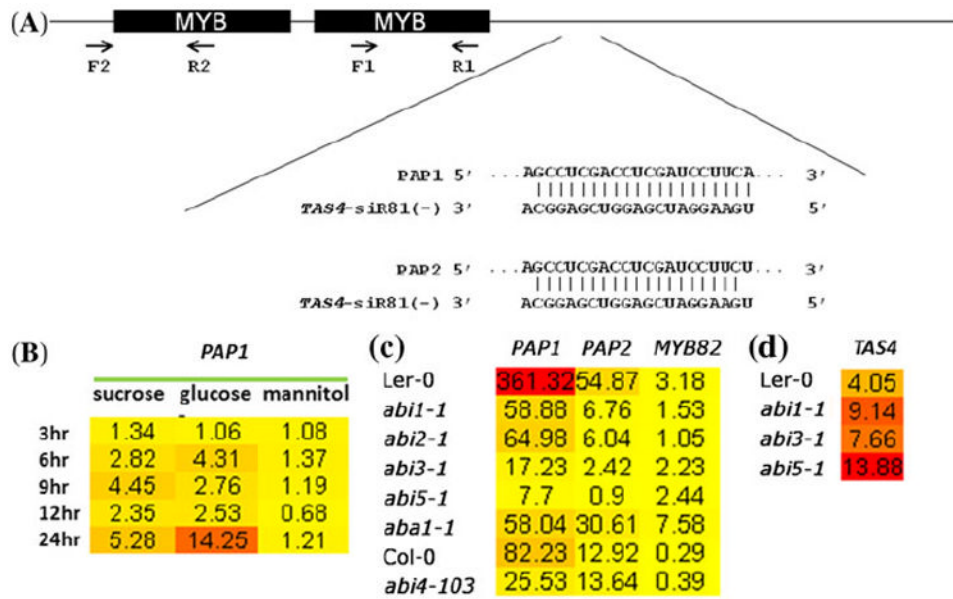 (A) MYB MYB
F2 R2 F1 R1
PAP1 5' ...AGCCUCGACCUCGAUCCUUCA... 3'
TAS4-siR81(-) 3' ACGGAGCUGGAGCUAGGAAGU 5'
PAP2 5' ...AGCCUCGACCUCGAUCCUUCU... 3'
TAS4-siR81(-) 3' ACGGAGCUGGAGCUAGGAAGU 5'
(B) PAP1
sucrose glucose mannitol
3hr 1.34 1.06 1.08
6hr 2.82 4.31 1.37
9hr 4.45 2.76 1.19
12hr 2.35 2.53 0.68
24hr 5.28 14.25 1.21
(c) PAP1 PAP2 MYB82
Ler-0 361.32 54.87 3.18
abi1-1 58.88 6.76 1.53
abi2-1 64.98 6.04 1.05
abi3-1 17.23 2.42 2.23
abi5-1 7.7 0.9 2.44
aba1-1 58.04 30.61 7.58
Col-0 82.23 12.92 0.29
abi4-103 25.53 13.64 0.39
(d) TAS4
Ler-0 4.05
abi1-1 9.14
abi3-1 7.66
abi5-1 13.88